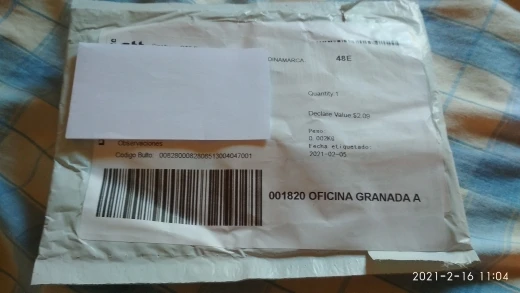 DINAMARCA 48E
Quantity:1
Declare Value $2.00
Peso:
0.003KG
Fecha etiquetado:
2021-02-05
Observaciones
Codigo Bulto:
001820 OFICINA GRANADA A
2021-2-16 11:04